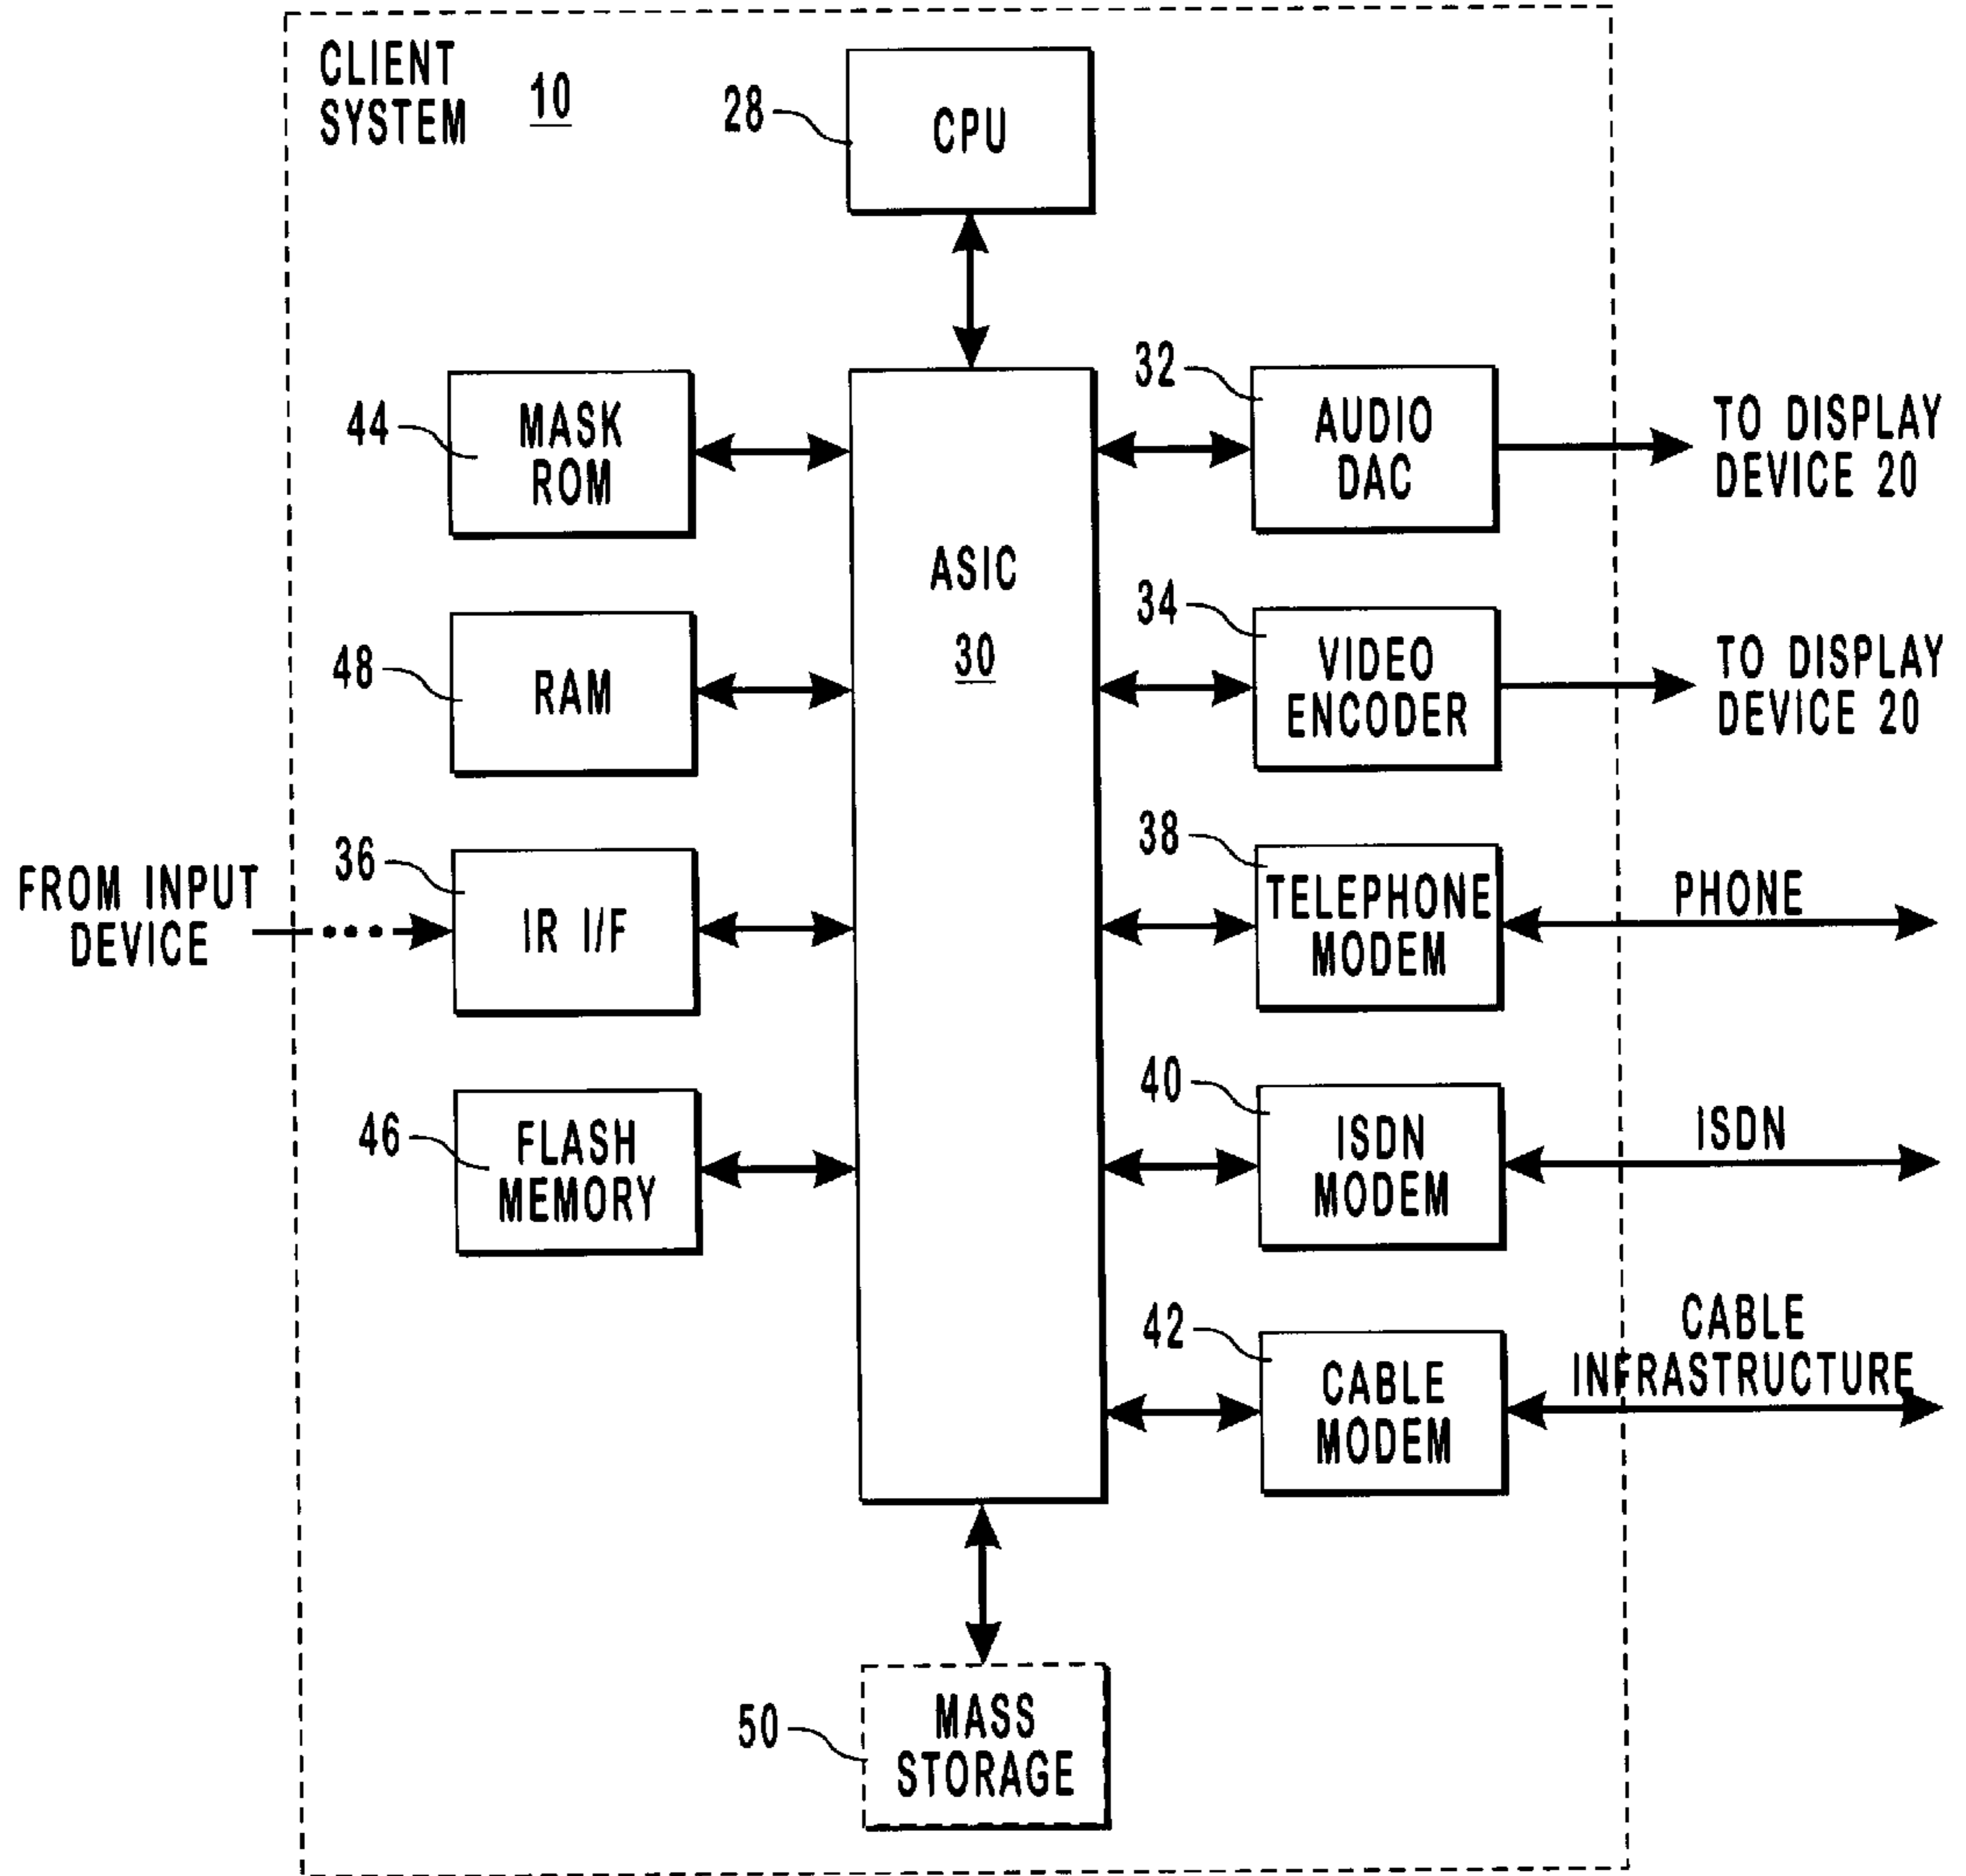 CLIENT
SYSTEM
10
28
CPU
44
MASK
ROM
32
AUDIO
DAC
TO DISPLAY
DEVICE 20
ASIC
30
48
RAM
34
VIDEO
ENCODER
TO DISPLAY
DEVICE 20
FROM INPUT
DEVICE
36
IR I/F
38
TELEPHONE
MODEM
PHONE
46
FLASH
MEMORY
40
ISDN
MODEM
ISDN
42
CABLE
MODEM
CABLE
INFRASTRUCTURE
50
MASS
STORAGE